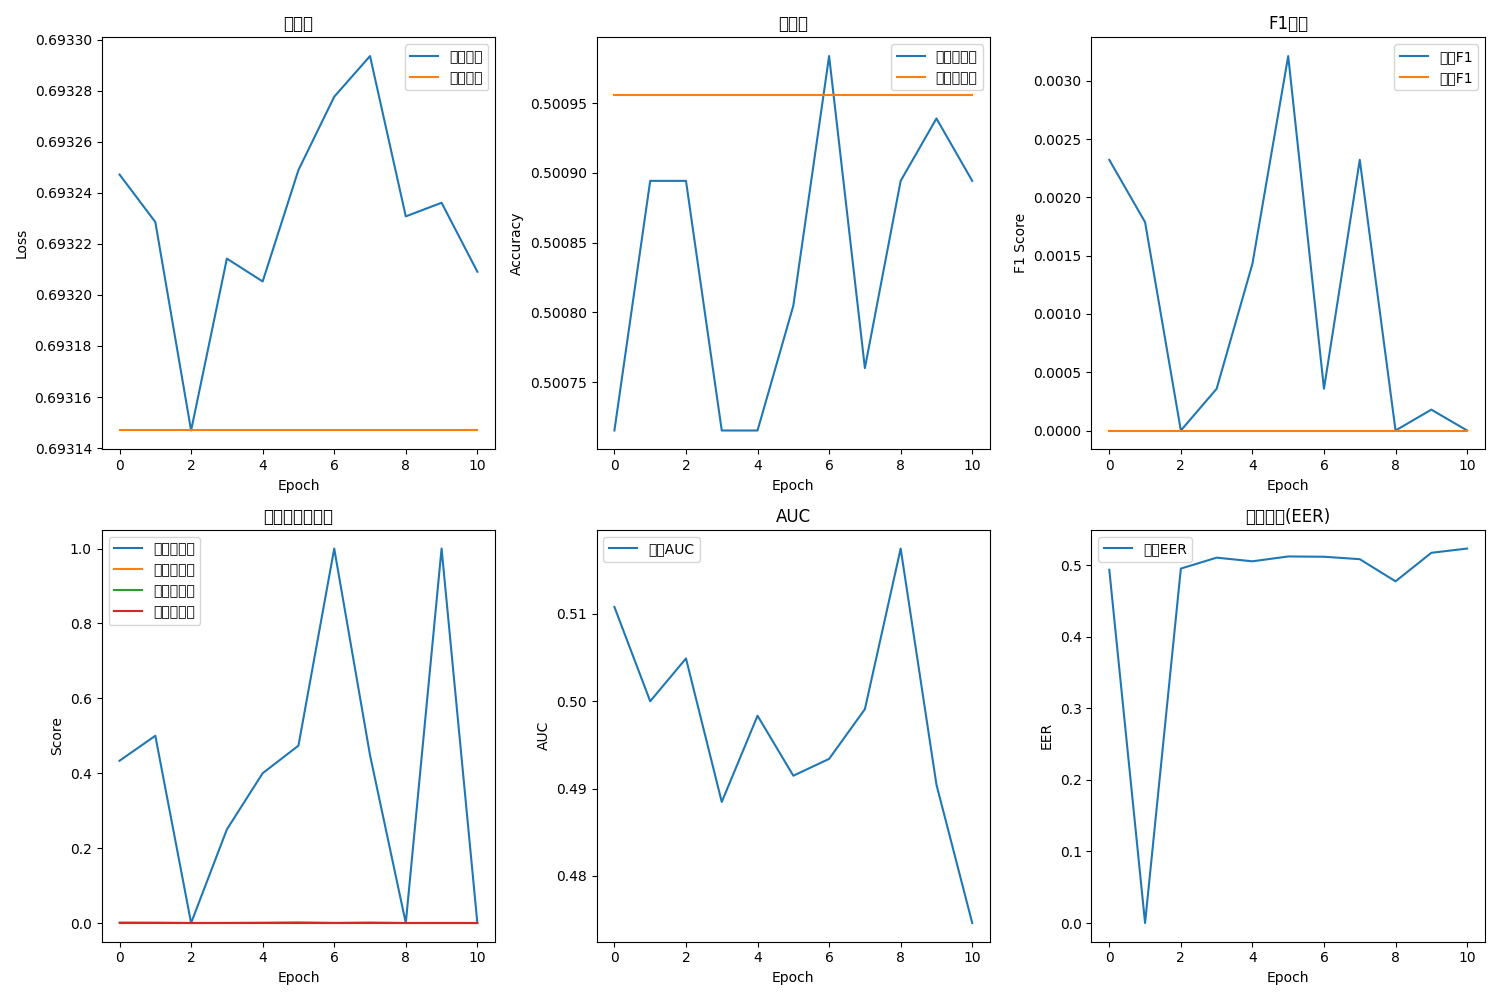 Loss
0.69330
0.69328
0.69326
0.69324
0.69322
0.69320
0.69318
0.69316
0.69314
0 2 4 6 8 10
Epoch
Accuracy
0.50095
0.50090
0.50085
0.50080
0.50075
0 2 4 6 8 10
Epoch
F1
F1
F1
F1 Score
0.0030
0.0025
0.0020
0.0015
0.0010
0.0005
0.0000
0 2 4 6 8 10
Epoch
Score
1.0
0.8
0.6
0.4
0.2
0.0
0 2 4 6 8 10
Epoch
AUC
AUC
AUC
0.51
0.50
0.49
0.48
0 2 4 6 8 10
Epoch
(EER)
EER
EER
0.5
0.4
0.3
0.2
0.1
0.0
0 2 4 6 8 10
Epoch